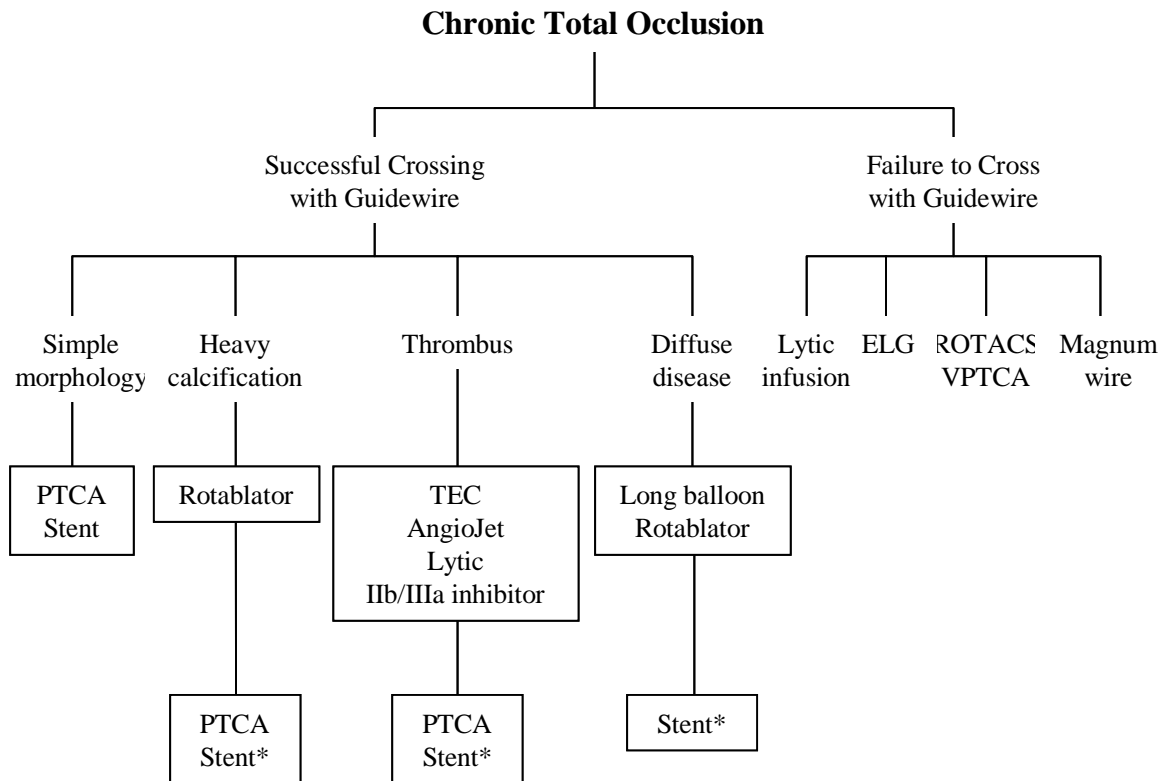 Chronic Total Occlusion
Successful Crossing
with Guidewire
Failure to Cross
with Guidewire
Simple
morphology
Heavy
calcification
Thrombus
Diffuse
disease
Lytic
infusion
ELG
ROTACS
VPTCA
Magnum
wire
PTCA
Stent
Rotablator
TEC
AngioJet
Lytic
IIb/IIIa inhibitor
Long balloon
Rotablator
PTCA
Stent*
PTCA
Stent*
Stent*